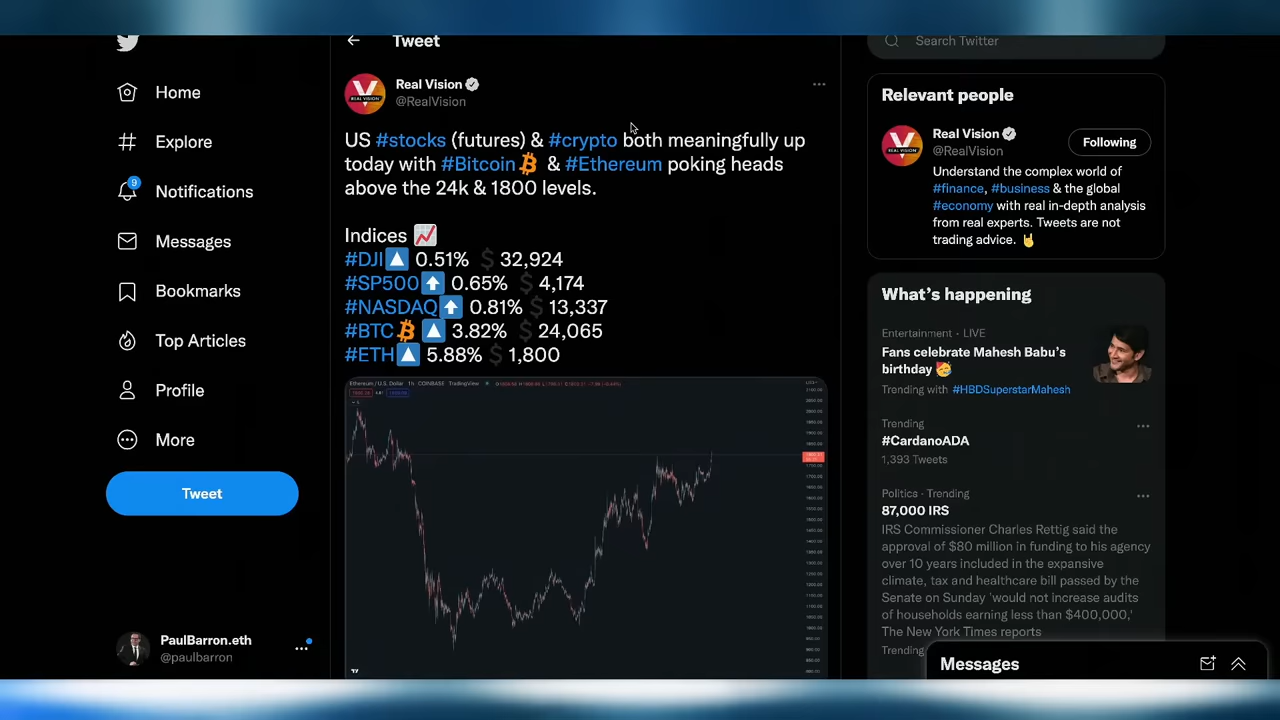 Home
Explore
9
Notifications
Messages
Bookmarks
Top Articles
Profile
More
Tweet
PaulBarron.eth
@paulbarron
Tweet
Real Vision
@RealVision
US #stocks (futures) & #crypto both meaningfully up
today with #Bitcoin & #Ethereum poking heads
above the 24k & 1800 levels.
Indices
#DJI 0.51% $ 32,924
#SP500 0.65% $ 4,174
#NASDAQ 0.81% $ 13,337
#BTC 3.82% $ 24,065
#ETH 5.88% $ 1,800
Ethereum / U.S. Dollar 1h COINBASE TradingView
Search Twitter
Relevant people
Real Vision
@RealVision
Following
Understand the complex world of
#finance, #business & the global
#economy with real in-depth analysis
from real experts. Tweets are not
trading advice.
What's happening
Entertainment · LIVE
Fans celebrate Mahesh Babu's
birthday
Trending with #HBDSuperstarMahesh
Trending
#CardanoADA
1,393 Tweets
Politics · Trending
87,000 IRS
IRS Commissioner Charles Rettig said the
approval of $80 million in funding to his agency
over 10 years included in the expansive
climate, tax and healthcare bill passed by the
Senate on Sunday 'would not increase audits
of households earning less than $400,000,'
The New York Times reports
Trending
Messages